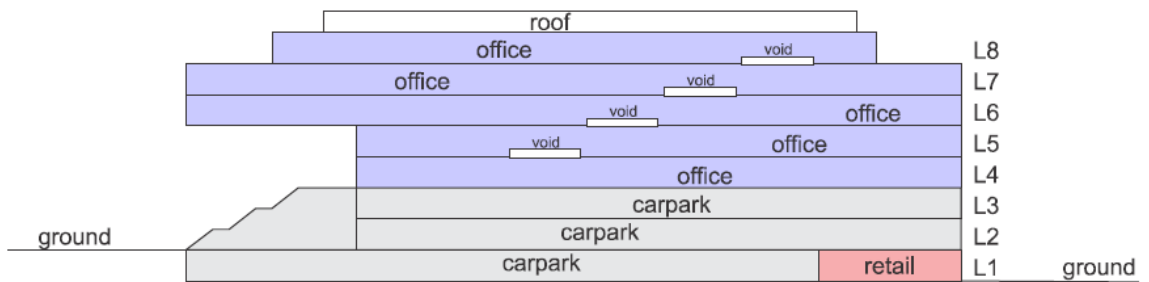 roof
office void L8
office void L7
void office L6
void office L5
office L4
carpark L3
ground carpark L2
carpark retail L1 ground